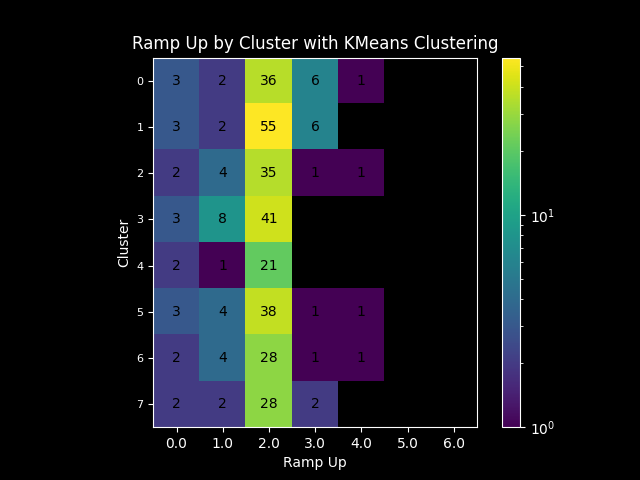 Ramp Up by Cluster with KMeans Clustering
0 3 2 36 6 1
1 3 2 55 6
2 2 4 35 1 1
3 3 8 41
4 2 1 21
5 3 4 38 1 1
6 2 4 28 1 1
7 2 2 28 2
0.0 1.0 2.0 3.0 4.0 5.0 6.0
Ramp Up
Cluster
10¹
10⁰